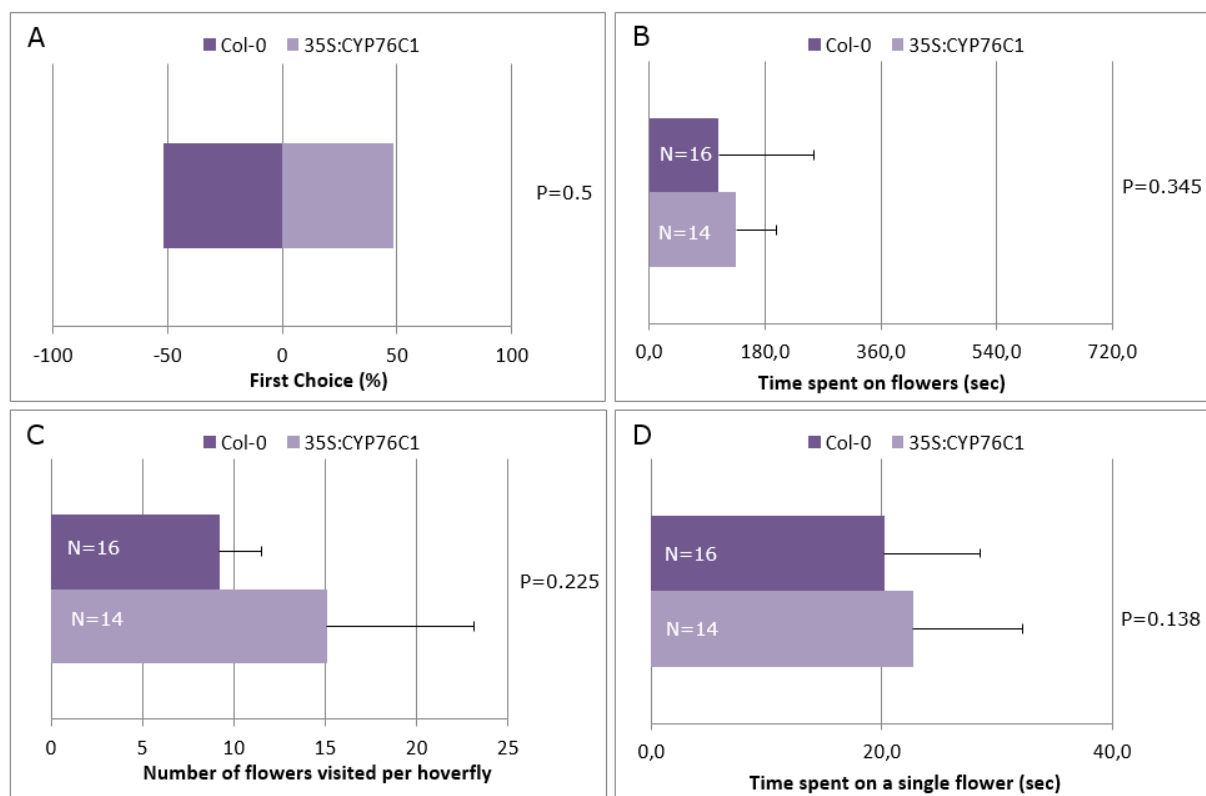 A
Col-0 35S:CYP76C1
P=0.5
-100 -50 0 50 100
First Choice (%)
B
Col-0 35S:CYP76C1
N=16
N=14
P=0.345
0,0 180,0 360,0 540,0 720,0
Time spent on flowers (sec)
C
Col-0 35S:CYP76C1
N=16
N=14
P=0.225
0 5 10 15 20 25
Number of flowers visited per hoverfly
D
Col-0 35S:CYP76C1
N=16
N=14
P=0.138
0,0 20,0 40,0
Time spent on a single flower (sec)